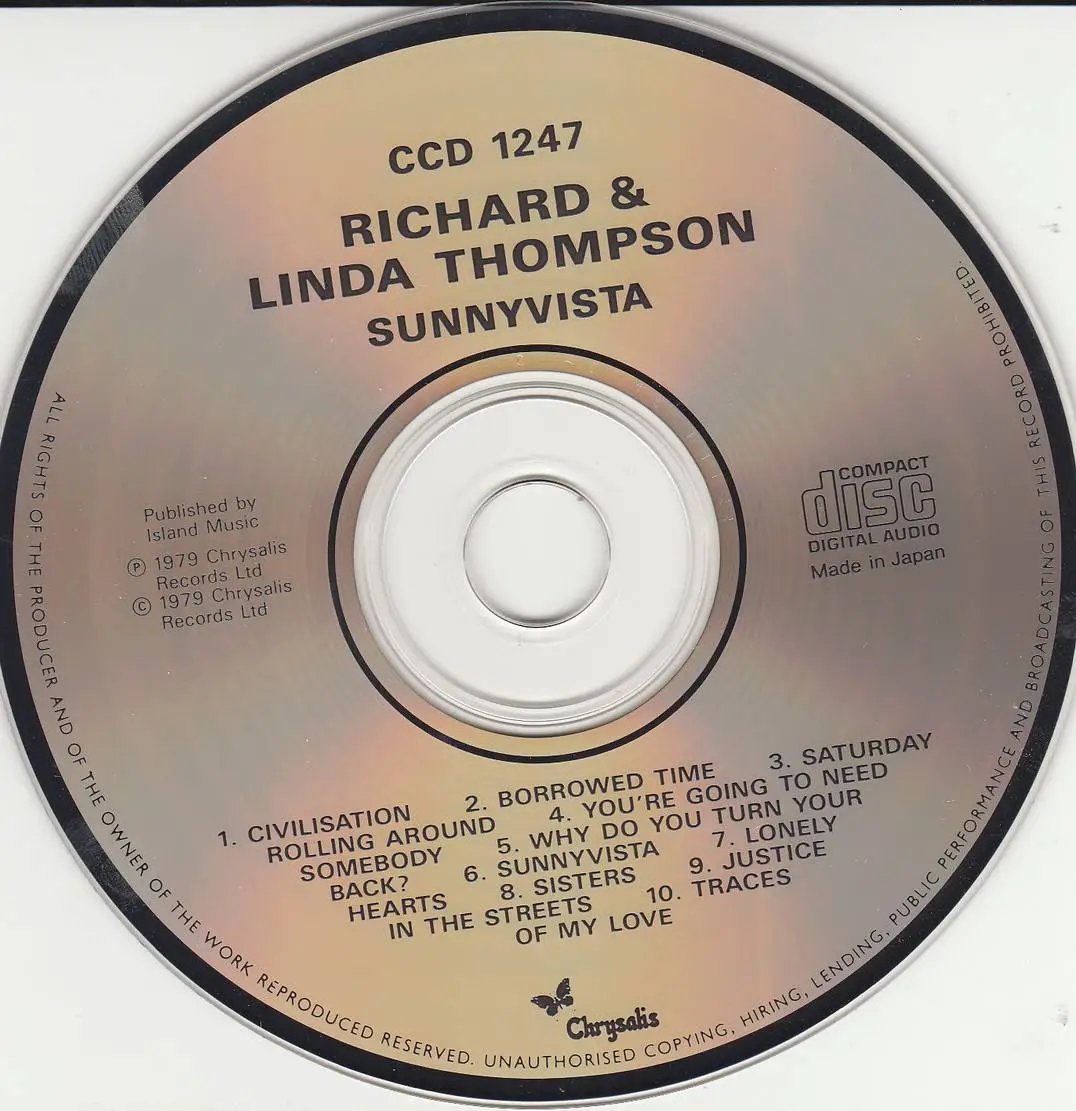 CCD 1247
RICHARD &
LINDA THOMPSON
SUNNYVISTA
Published by
Island Music
Ⓟ 1979 Chrysalis
Records Ltd
© 1979 Chrysalis
Records Ltd
COMPACT
disc
DIGITAL AUDIO
Made in Japan
1. CIVILISATION 2. BORROWED TIME 3. SATURDAY
ROLLING AROUND 4. YOU'RE GOING TO NEED
SOMEBODY 5. WHY DO YOU TURN YOUR
BACK? 6. SUNNYVISTA 7. LONELY
HEARTS 8. SISTERS 9. JUSTICE
IN THE STREETS 10. TRACES
OF MY LOVE
Chrysalis
ALL RIGHTS OF THE PRODUCER AND OF THE OWNER OF THE WORK REPRODUCED RESERVED. UNAUTHORISED COPYING, HIRING, LENDING, PUBLIC PERFORMANCE AND BROADCASTING OF THIS RECORD PROHIBITED.